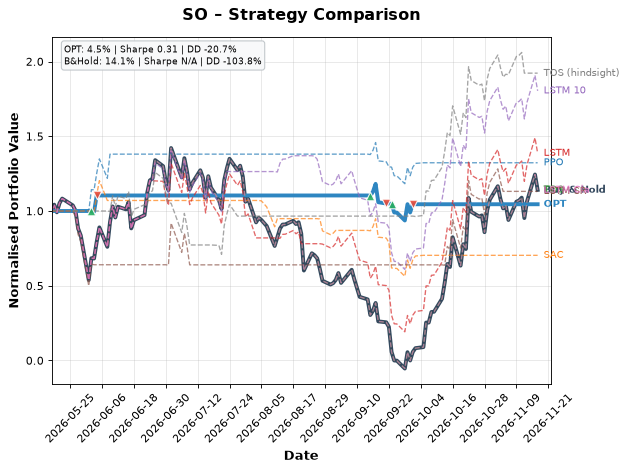 SO – Strategy Comparison
OPT: 4.5% | Sharpe 0.31 | DD -20.7%
B&Hold: 14.1% | Sharpe N/A | DD -103.8%
Normalised Portfolio Value
2.0
1.5
1.0
0.5
0.0
TOS (hindsight)
LSTM 10
LSTM
PPO
OPT
SAC
2026-05-25
2026-06-06
2026-06-18
2026-06-30
2026-07-12
2026-07-24
2026-08-05
2026-08-17
2026-08-29
2026-09-10
2026-09-22
2026-10-04
2026-10-16
2026-10-28
2026-11-09
2026-11-21
Date